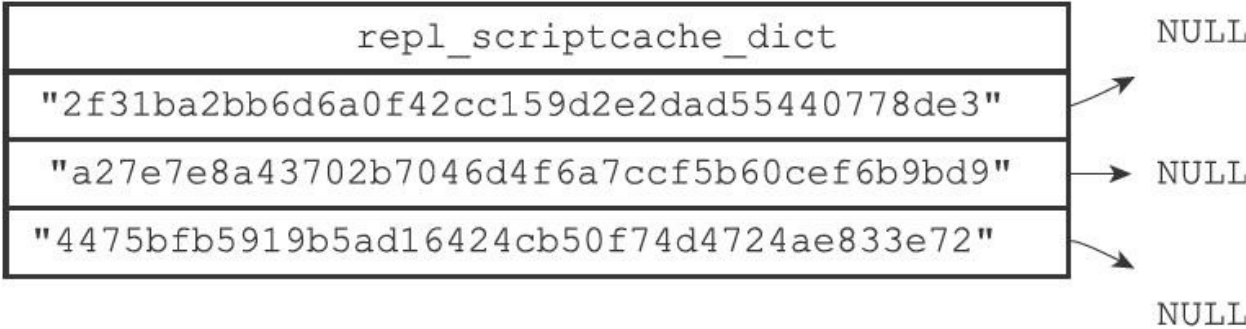 repl_scriptcache_dict
NULL
"2f31ba2bb6d6a0f42cc159d2e2dad55440778de3"
"a27e7e8a43702b7046d4f6a7ccf5b60cef6b9bd9"
NULL
"4475bfb5919b5ad16424cb50f74d4724ae833e72"
NULL